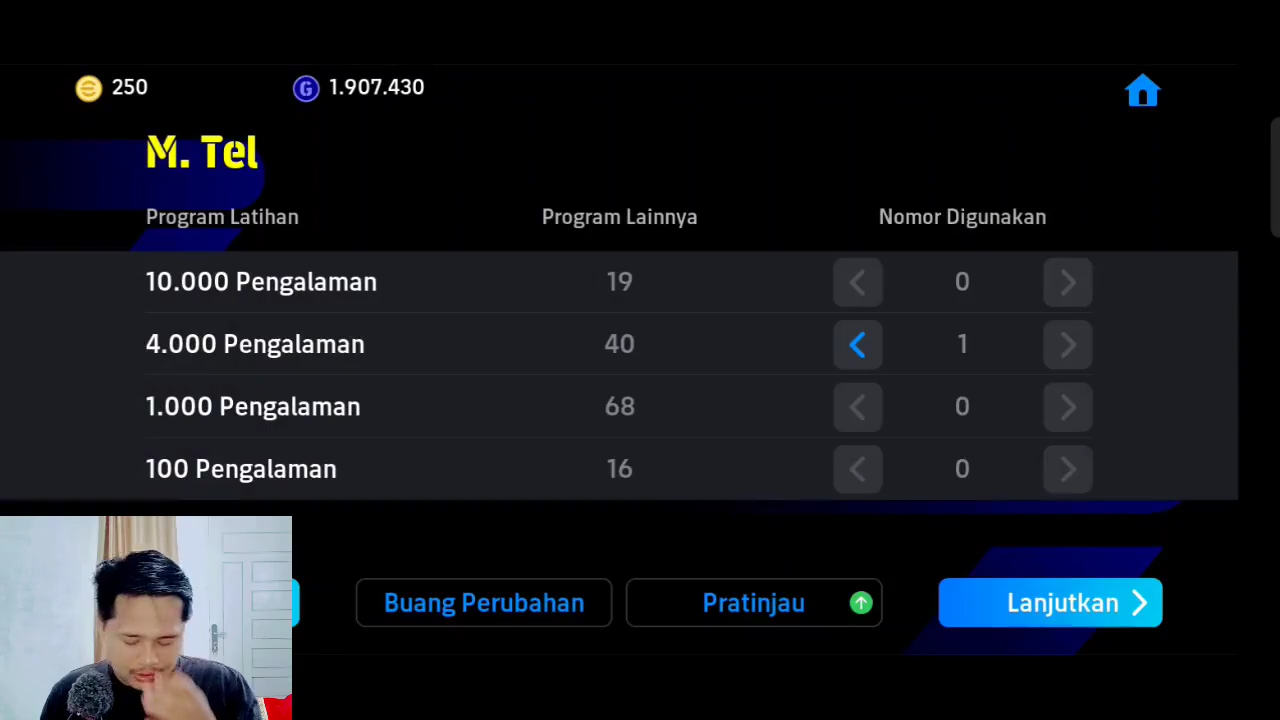 250
1.907.430
M. Tel
Program Latihan Program Lainnya Nomor Digunakan
10.000 Pengalaman 19 0
4.000 Pengalaman 40 1
1.000 Pengalaman 68 0
100 Pengalaman 16 0
Buang Perubahan Pratinjau Lanjutkan